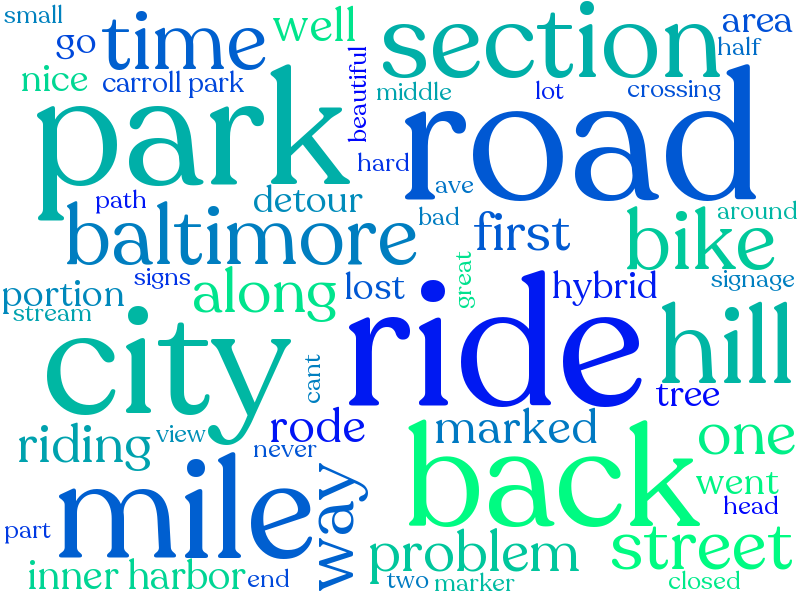 small
go
time
well
section
area
half
nice
carroll park
beautiful
middle
lot
crossing
park
road
hard
path
detour
ave
baltimore
bad
first
bike
around
signs
portion
along
lost
great
hybrid
signage
stream
city
ride
hill
cant
tree
riding
view
rode
never
marked
back
one
went
mile
way
head
part
problem
street
inner harbor
end
two
marker
closed